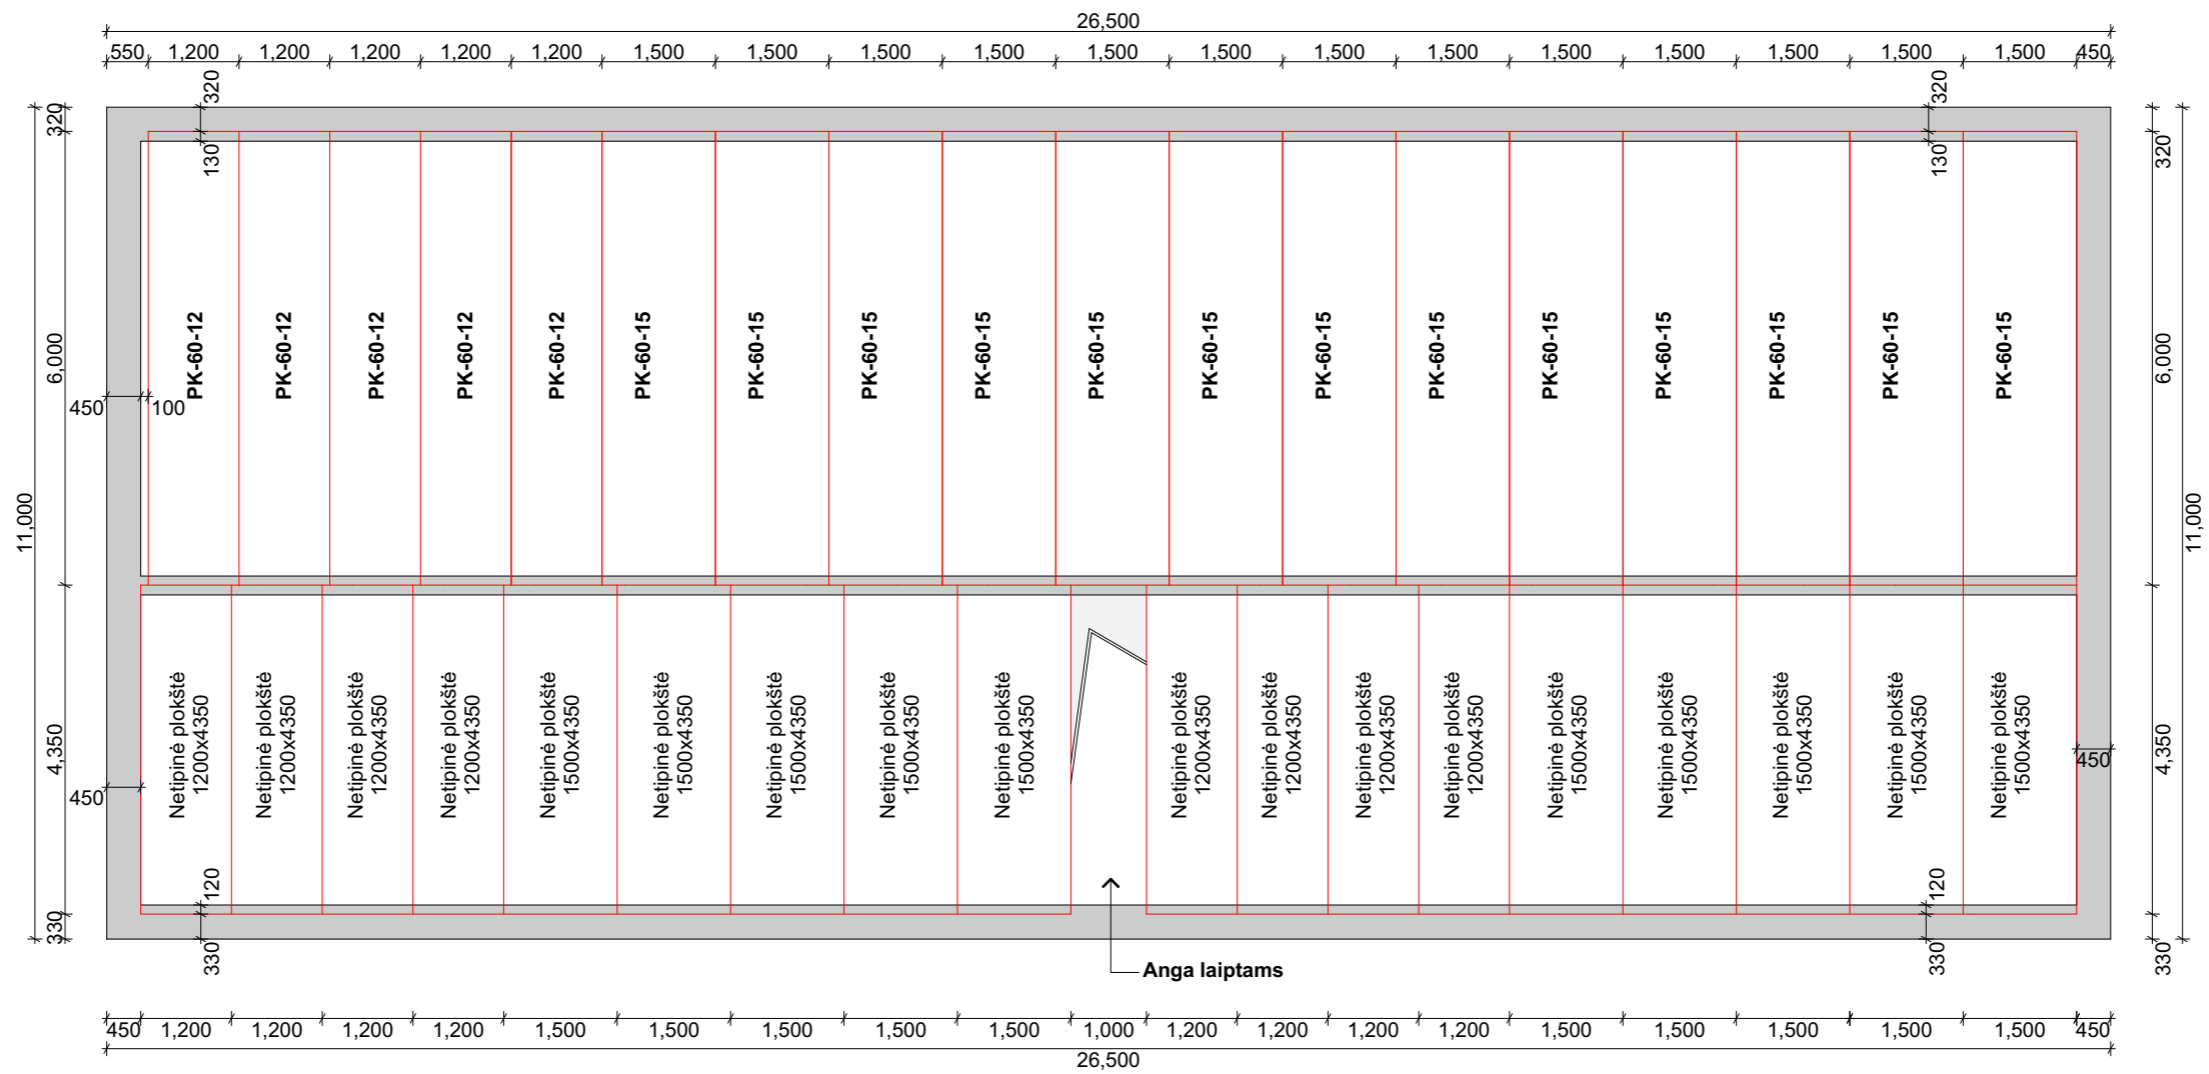 26,500
550 1,200 1,200 1,200 1,200 1,200 1,500 1,500 1,500 1,500 1,500 1,500 1,500 1,500 1,500 1,500 1,500 1,500 450
320 320
320 130 130 320
PK-60-12 PK-60-12 PK-60-12 PK-60-12 PK-60-12 PK-60-15 PK-60-15 PK-60-15 PK-60-15 PK-60-15 PK-60-15 PK-60-15 PK-60-15 PK-60-15 PK-60-15 PK-60-15 PK-60-15 PK-60-15
6,000 6,000
450 100
11,000 11,000
Netipinė plokštė
1200x4350
Netipinė plokštė
1200x4350
Netipinė plokštė
1200x4350
Netipinė plokštė
1200x4350
Netipinė plokštė
1500x4350
Netipinė plokštė
1500x4350
Netipinė plokštė
1500x4350
Netipinė plokštė
1500x4350
Netipinė plokštė
1500x4350
Netipinė plokštė
1200x4350
Netipinė plokštė
1200x4350
Netipinė plokštė
1200x4350
Netipinė plokštė
1200x4350
Netipinė plokštė
1500x4350
Netipinė plokštė
1500x4350
Netipinė plokštė
1500x4350
Netipinė plokštė
1500x4350
Netipinė plokštė
1500x4350
4,350 4,350
450 450
120 120
330 330 330 330
Anga laiptams
450 1,200 1,200 1,200 1,200 1,500 1,500 1,500 1,500 1,500 1,000 1,200 1,200 1,200 1,200 1,500 1,500 1,500 1,500 1,500 450
26,500